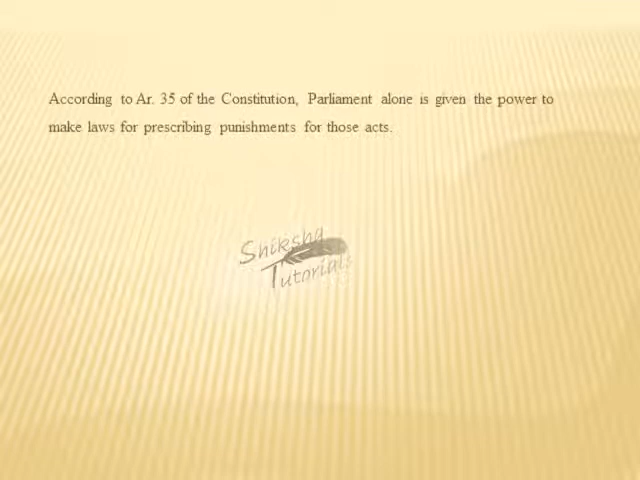 According to Ar. 35 of the Constitution, Parliament alone is given the power to
make laws for prescribing punishments for those acts.
Shiksha
Tutorials